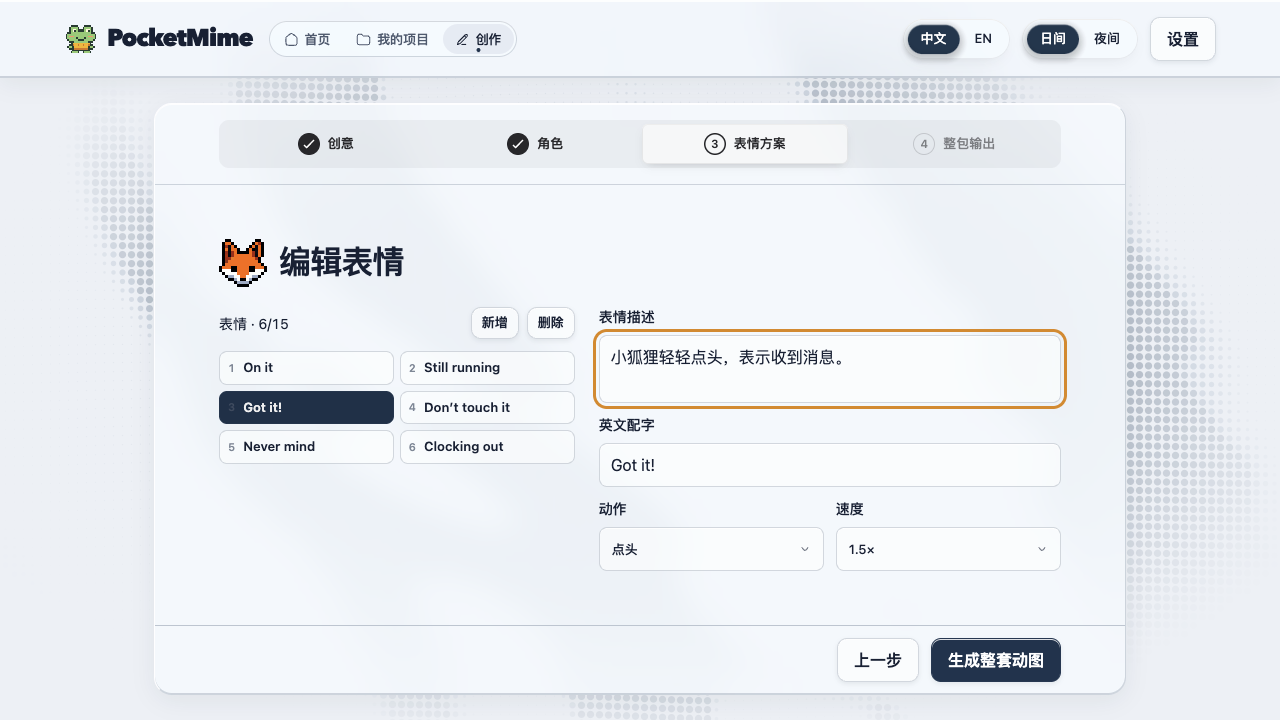 PocketMime
首页
我的项目
创作
中文
EN
日间
夜间
设置
创意
角色
3 表情方案
4 整包输出
编辑表情
表情 · 6/15
新增
删除
1 On it
2 Still running
3 Got it!
4 Don’t touch it
5 Never mind
6 Clocking out
表情描述
小狐狸轻轻点头，表示收到消息。
英文配字
Got it!
动作
速度
点头
1.5×
上一步
生成整套动图